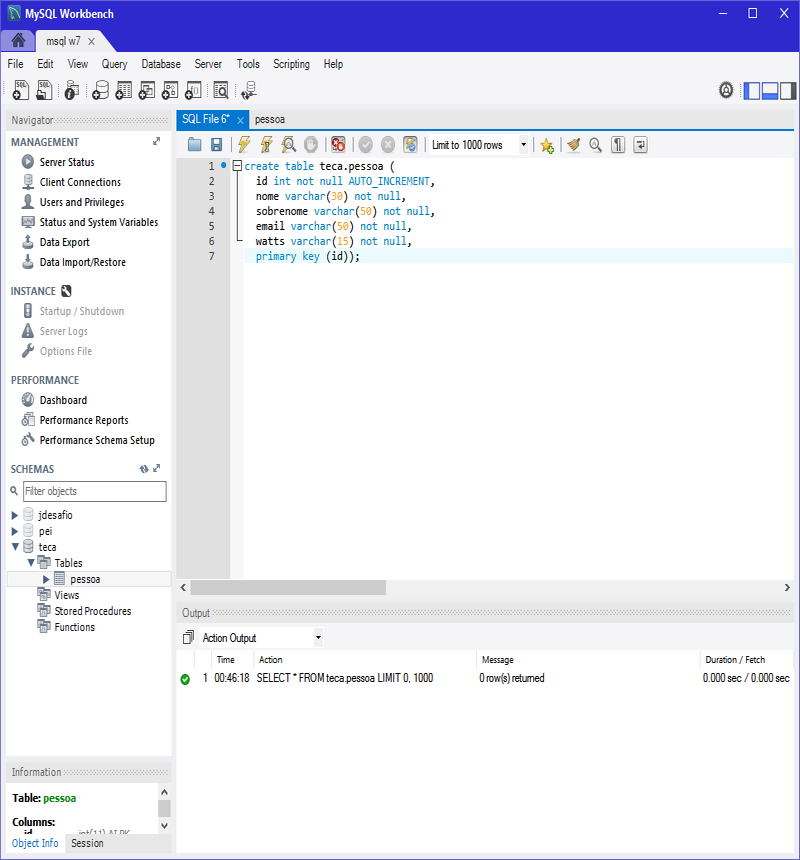 MySQL Workbench
msql w7
File Edit View Query Database Server Tools Scripting Help
Navigator
MANAGEMENT
Server Status
Client Connections
Users and Privileges
Status and System Variables
Data Export
Data Import/Restore
INSTANCE
Startup / Shutdown
Server Logs
Options File
PERFORMANCE
Dashboard
Performance Reports
Performance Schema Setup
SCHEMAS
Filter objects
jdesafio
pei
teca
Tables
pessoa
Views
Stored Procedures
Functions
Information
Table: pessoa
Columns:
id int(11) AI PK
Object Info Session
SQL File 6* pessoa
Limit to 1000 rows
1 create table teca.pessoa (
2 id int not null AUTO_INCREMENT,
3 nome varchar(30) not null,
4 sobrenome varchar(50) not null,
5 email varchar(50) not null,
6 watts varchar(15) not null,
7 primary key (id));
Output
Action Output
Time Action Message Duration / Fetch
1 00:46:18 SELECT * FROM teca.pessoa LIMIT 0, 1000 0 row(s) returned 0.000 sec / 0.000 sec